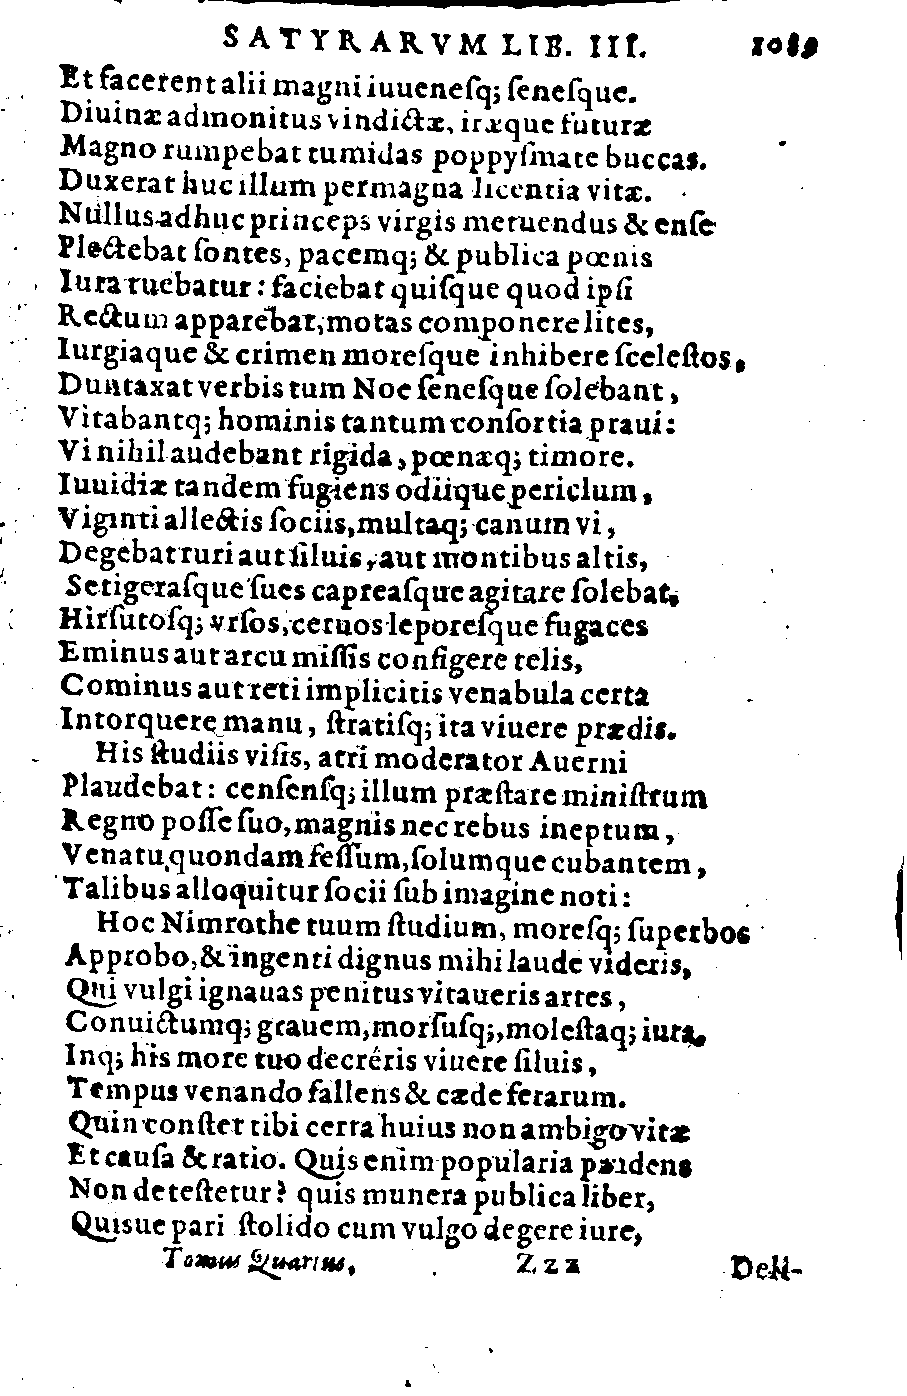 SATYRARVM LIB. III. 1089
Et facerent alii magni iuuenesq; senesque.
Diuinæ admonitus vindictæ, iræque futuræ
Magno rumpebat tumidas poppysmate buccas.
Duxerat huc illum permagna licentia vitæ.
Nullus adhuc princeps virgis metuendus & ense
Plectebat sontes, pacemq; & publica pœnis
Iura tuebatur: faciebat quisque quod ipsi
Rectum apparebat, motas componere lites,
Iurgiaque & crimen moresque inhibere scelestos,
Duntaxat verbis tum Noe senesque solebant,
Vitabantq; hominis tantum consortia praui:
Vi nihil audebant rigida, pœnæq; timore.
Iuuidiæ tandem fugiens odiique periclum,
Viginti allectis sociis, multaq; canum vi,
Degebat ruri aut siluis, aut montibus altis,
Setigerasque sues capreasque agitare solebat,
Hirsutosq; vrsos, ceruos leporesque fugaces
Eminus aut arcu missis configere telis,
Cominus aut reti implicitis venabula certa
Intorquere manu, stratisq; ita viuere prædis.
His studiis visis, atri moderator Auerni
Plaudebat: censensq; illum præstare ministrum
Regno posse suo, magnis nec rebus ineptum,
Venatu quondam fessum, solumque cubantem,
Talibus alloquitur socii sub imagine noti:
Hoc Nimrothe tuum studium, moresq; superbos
Approbo, & ingenti dignus mihi laude videris,
Qui vulgi ignauas penitus vitaueris artes,
Conuictumq; grauem, morsusq;, molestaq; iura,
Inq; his more tuo decréris viuere siluis,
Tempus venando fallens & cæde ferarum.
Quin constet tibi certa huius non ambigo vitæ
Et causa & ratio. Quis enim popularia prudens
Non detestetur? quis munera publica liber,
Quisue pari stolido cum vulgo degere iure,
Tomus Quartus. Zzz Deli-